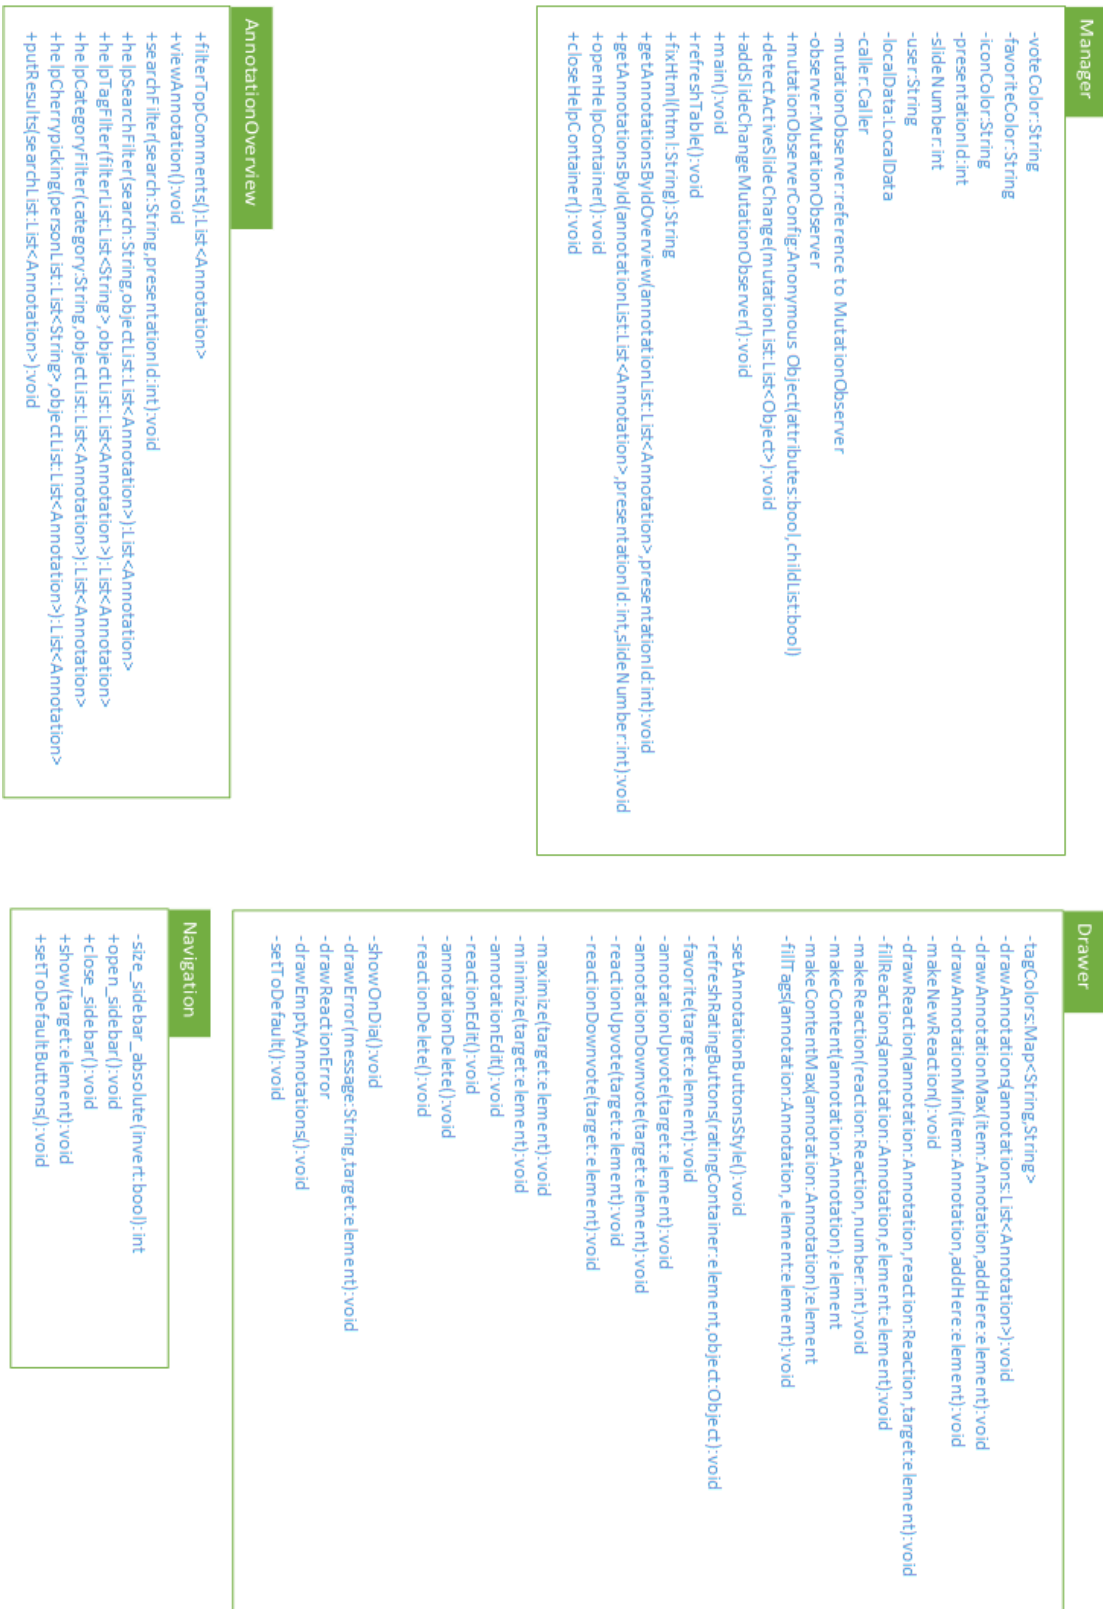 Manager
-voteColor:String
-favoriteColor:String
-iconColor:String
-presentationId:int
-slideNumber:int
-user:String
-localData:LocalData
-caller:Caller
-mutationObserver:reference to MutationObserver
-observer:MutationObserver
+mutationObserverConfig:Anonymous Object(attributes:bool,childList:bool)
+detectActiveSlideChange(mutationList:List<Object>):void
+addSlideChangeMutationObserver():void
+main():void
+refreshTable():void
+fixHtml(html:String):String
+getAnnotationsByIdOverview(annotationList:List<Annotation>,presentationId:int):void
+getAnnotationsById(annotationList:List<Annotation>,presentationId:int,slideNumber:int):void
+openHelpContainer():void
+closeHelpContainer():void
Drawer
-tagColors:Map<String,String>
-drawAnnotations(annotations:List<Annotation>):void
-drawAnnotationMax(item:Annotation,addHere:element):void
-drawAnnotationMin(item:Annotation,addHere:element):void
-makeNewReaction():void
-drawReaction(annotation:Annotation,reaction:Reaction,target:element):void
-fillReactions(annotation:Annotation,element:element):void
-makeReaction(reaction:Reaction,number:int):void
-makeContent(annotation:Annotation):element
-makeContentMax(annotation:Annotation):element
-fillTags(annotation:Annotation,element:element):void
-setAnnotationButtonsStyle():void
-refreshRatingButtons(ratingContainer:element,object:Object):void
-favorite(target:element):void
-annotationUpvote(target:element):void
-annotationDownvote(target:element):void
-reactionUpvote(target:element):void
-reactionDownvote(target:element):void
-maximize(target:element):void
-minimize(target:element):void
-annotationEdit():void
-reactionEdit():void
-annotationDelete():void
-reactionDelete():void
-showOnDia():void
-drawError(message:String,target:element):void
-drawReactionError
-drawEmptyAnnotations():void
-setToDefault():void
AnnotationOverview
+filterTopComments():List<Annotation>
+viewAnnotation():void
+searchFilter(search:String,presentationId:int):void
+helpSearchFilter(search:String,objectList:List<Annotation>):List<Annotation>
+helpTagFilter(filterList:List<String>,objectList:List<Annotation>):List<Annotation>
+helpCategoryFilter(category:String,objectList:List<Annotation>):List<Annotation>
+helpCherrypicking(personList:List<String>,objectList:List<Annotation>):List<Annotation>
+putResults(searchList:List<Annotation>):void
Navigation
-size_sidebar_absolute(invert:bool):int
+open_sidebar():void
+close_sidebar():void
+show(target:element):void
+setToDefaultButtons():void